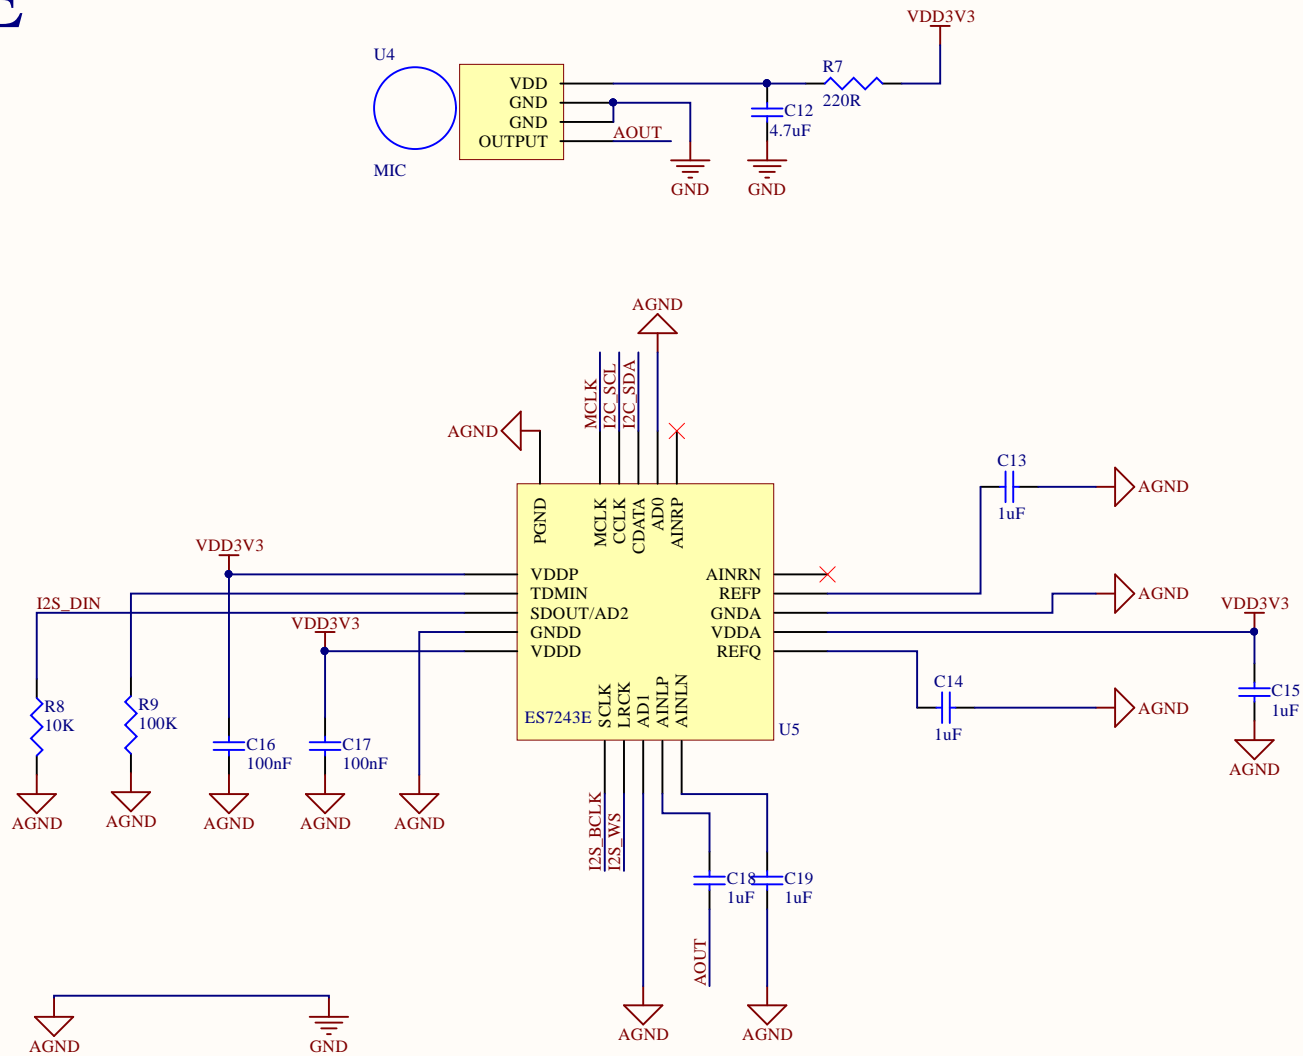 E
VDD3V3
U4
VDD
GND
GND
OUTPUT
AOUT
MIC
R7
220R
C12
4.7uF
GND
GND
AGND
MCLK
I2C_SCL
I2C_SDA
AGND
PGND
MCLK
CCLK
CDATA
AD0
AINRP
C13
1uF
AGND
VDD3V3
VDDP
TDMIN
SDOUT/AD2
GNDD
VDDD
AINRN
REFP
GNDA
VDDA
REFQ
I2S_DIN
VDD3V3
AGND
VDD3V3
R8
10K
R9
100K
C16
100nF
C17
100nF
ES7243E
SCLK
LRCK
AD1
AINLP
AINLN
U5
C14
1uF
AGND
C15
1uF
AGND
AGND
AGND
AGND
AGND
AGND
I2S_BCLK
I2S_WS
C18
1uF
C19
1uF
AOUT
AGND
AGND
AGND
GND